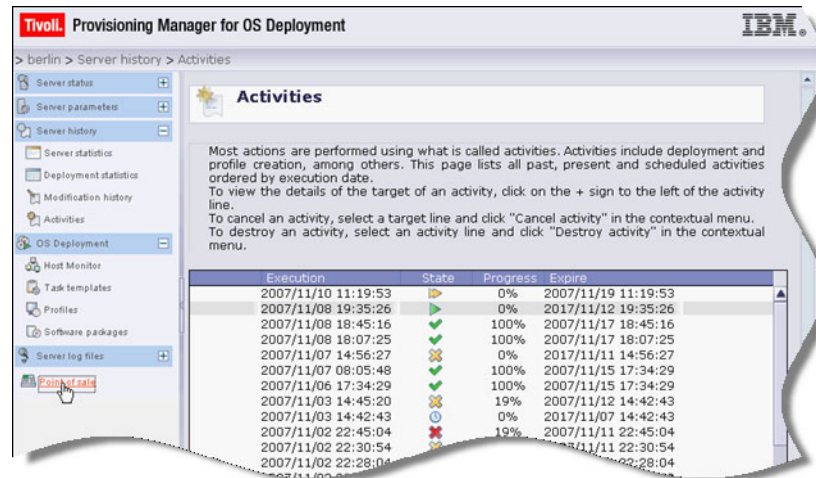 Tivoli. Provisioning Manager for OS Deployment
IBM.
> berlin > Server history > Activities
Server status
Server parameters
Server history
Server statistics
Deployment statistics
Modification history
Activities
OS Deployment
Host Monitor
Task templates
Profiles
Software packages
Server log files
Point of sale
Activities
Most actions are performed using what is called activities. Activities include deployment and
profile creation, among others. This page lists all past, present and scheduled activities
ordered by execution date.
To view the details of the target of an activity, click on the + sign to the left of the activity
line.
To cancel an activity, select a target line and click "Cancel activity" in the contextual menu.
To destroy an activity, select an activity line and click "Destroy activity" in the contextual
menu.
Execution State Progress Expire
2007/11/10 11:19:53 0% 2007/11/19 11:19:53
2007/11/08 19:35:26 0% 2017/11/12 19:35:26
2007/11/08 18:45:16 100% 2007/11/17 18:45:16
2007/11/08 18:07:25 100% 2007/11/17 18:07:25
2007/11/07 14:56:27 0% 2017/11/11 14:56:27
2007/11/07 08:05:48 100% 2007/11/15 17:34:29
2007/11/06 17:34:29 100% 2007/11/15 17:34:29
2007/11/03 14:45:20 19% 2007/11/12 14:42:43
2007/11/03 14:42:43 0% 2017/11/07 14:42:43
2007/11/02 22:45:04 19% 2007/11/11 22:45:04
2007/11/02 22:30:54 22:30:54
2007/11/02 22:28:04 22:28:04